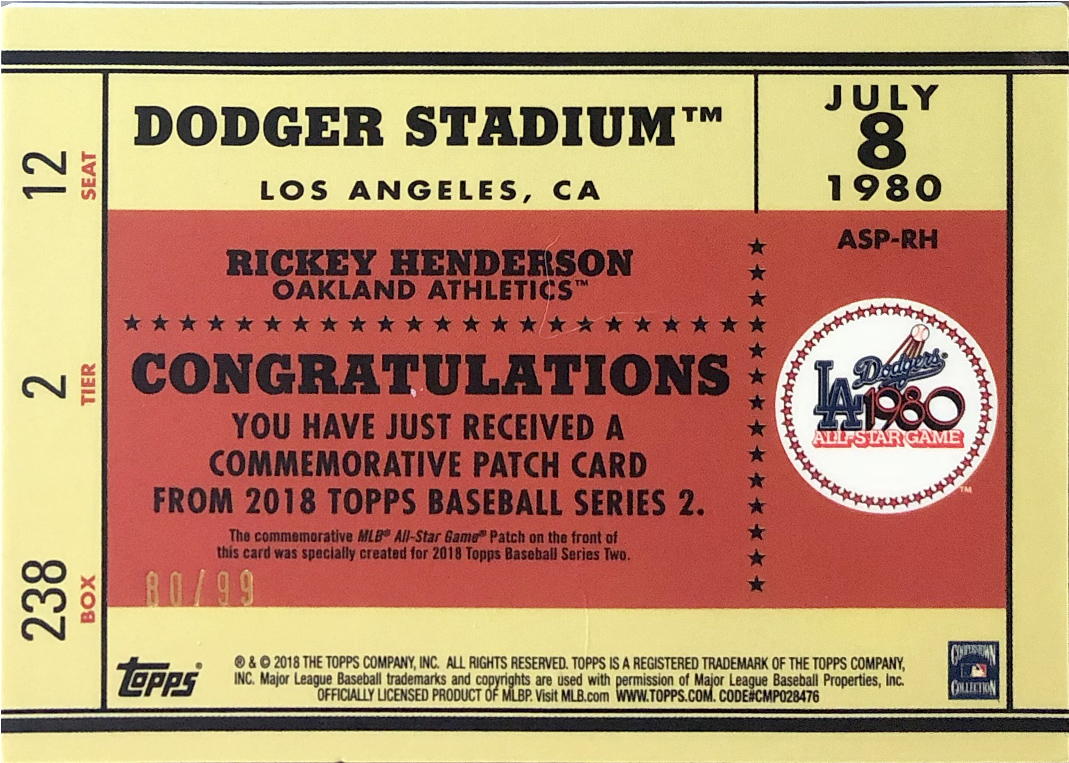 DODGER STADIUM™
LOS ANGELES, CA
JULY
8
1980
12 SEAT
2 TIER
238 BOX
RICKEY HENDERSON
OAKLAND ATHLETICS™
ASP-RH
CONGRATULATIONS
YOU HAVE JUST RECEIVED A
COMMEMORATIVE PATCH CARD
FROM 2018 TOPPS BASEBALL SERIES 2.
The commemorative MLB® All-Star Game® Patch on the front of
this card was specially created for 2018 Topps Baseball Series Two.
80/99
LA
Dodgers
1980
ALL-STAR GAME
™
Topps®
® & © 2018 THE TOPPS COMPANY, INC. ALL RIGHTS RESERVED. TOPPS IS A REGISTERED TRADEMARK OF THE TOPPS COMPANY,
INC. Major League Baseball trademarks and copyrights are used with permission of Major League Baseball Properties, Inc.
OFFICIALLY LICENSED PRODUCT OF MLBP. Visit MLB.com WWW.TOPPS.COM. CODE#CMP028476
COOPERSTOWN
COLLECTION